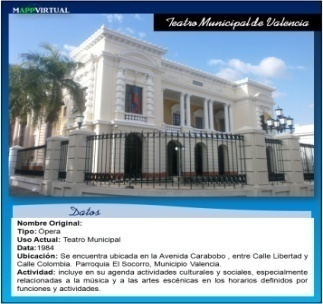 MAPPVIRTUAL
Teatro Municipal de Valencia
Datos
Nombre Original:
Tipo: Opera
Uso Actual: Teatro Municipal
Data:1984
Ubicación: Se encuentra ubicada en la Avenida Carabobo , entre Calle Libertad y
Calle Colombia. Parroquia El Socorro, Municipio Valencia.
Actividad: incluye en su agenda actividades culturales y sociales, especialmente
relacionadas a la música y a las artes escénicas en los horarios definidos por
funciones y actividades.